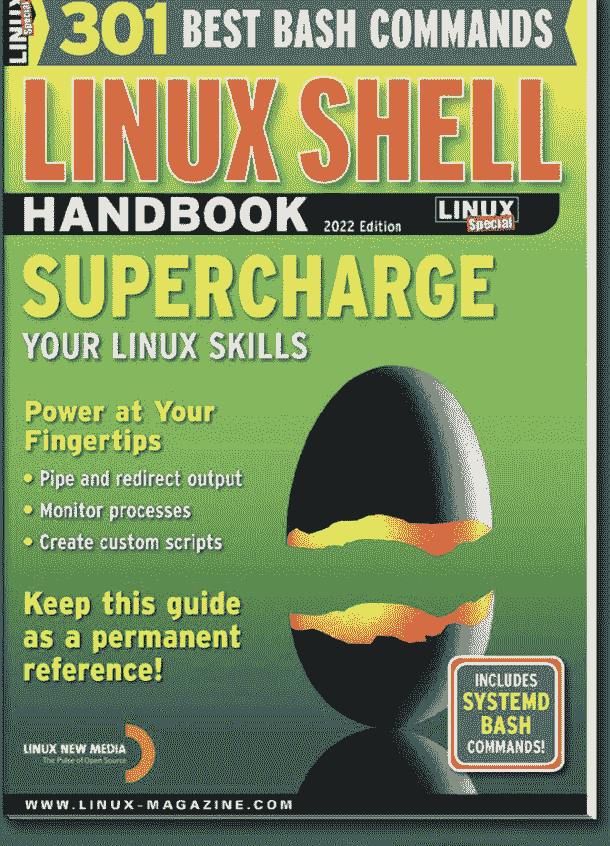 LINUX
Special
301 BEST BASH COMMANDS
LINUX SHELL
HANDBOOK
2022 Edition
LINUX
Special
SUPERCHARGE
YOUR LINUX SKILLS
Power at Your
Fingertips
• Pipe and redirect output
• Monitor processes
• Create custom scripts
Keep this guide
as a permanent
reference!
INCLUDES
SYSTEMD
BASH
COMMANDS!
LINUX NEW MEDIA
The Pulse of Open Source
WWW.LINUX-MAGAZINE.COM